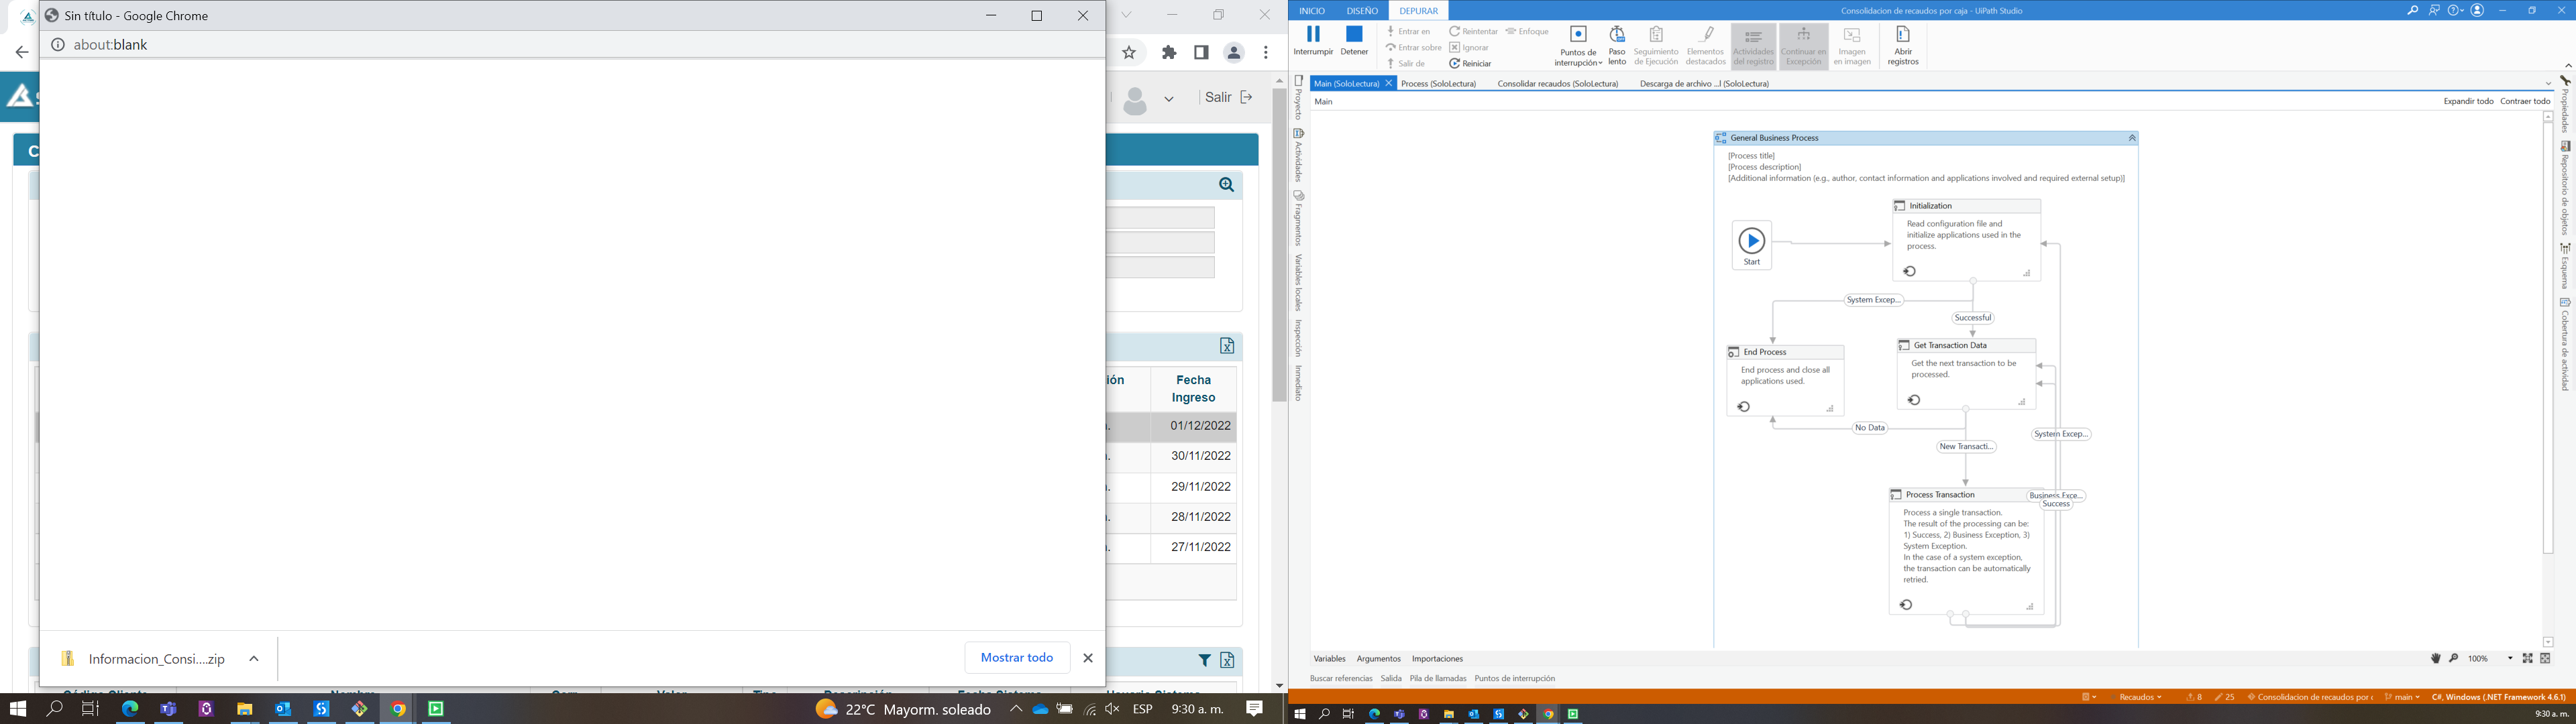 Sin título - Google Chrome
about:blank
Salir
ión
Fecha
Ingreso
01/12/2022
30/11/2022
29/11/2022
28/11/2022
27/11/2022
Informacion_Consi....zip
Mostrar todo
22°C Mayorm. soleado
ESP
9:30 a. m.
INICIO
DISEÑO
DEPURAR
Consolidacion de recaudos por caja - UiPath Studio
Interrumpir
Detener
Entrar en
Entrar sobre
Salir de
Reintentar
Ignorar
Reiniciar
Enfoque
Puntos de
interrupción
Paso
lento
Seguimiento
de Ejecución
Elementos
destacados
Actividades
del registro
Continuar en
Excepción
Imagen
en imagen
Abrir
registros
Main (SoloLectura)
Process (SoloLectura)
Consolidar recaudos (SoloLectura)
Descarga de archivo ...l (SoloLectura)
Main
Expandir todo
Contraer todo
Proyecto
Actividades
Fragmentos
Variables locales
Inspección
Inmediato
General Business Process
[Process title]
[Process description]
[Additional information (e.g., author, contact information and applications involved and required external setup)]
Start
Initialization
Read configuration file and
initialize applications used in the
process.
System Excep...
Successful
End Process
End process and close all
applications used.
Get Transaction Data
Get the next transaction to be
processed.
No Data
New Transacti...
System Excep...
Process Transaction
Business Exce...
Success
Process a single transaction.
The result of the processing can be:
1) Success, 2) Business Exception, 3)
System Exception.
In the case of a system exception,
the transaction can be automatically
retried.
Propiedades
Repositorio de objetos
Esquema
Cobertura de actividad
Variables
Argumentos
Importaciones
100%
Buscar referencias
Salida
Pila de llamadas
Puntos de interrupción
Recaudos
8
25
Consolidacion de recaudos por c
main
C#, Windows (.NET Framework 4.6.1)
9:30 a. m.